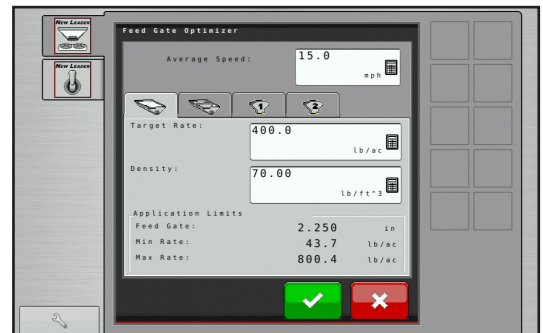 NEW LEADER
NEW LEADER
Feed Gate Optimizer
Average Speed:
15.0
mph
1
2
Target Rate:
400.0
lb/ac
Density:
70.00
lb/ft^3
Application Limits
Feed Gate: 2.250 in
Min Rate: 43.7 lb/ac
Max Rate: 800.4 lb/ac